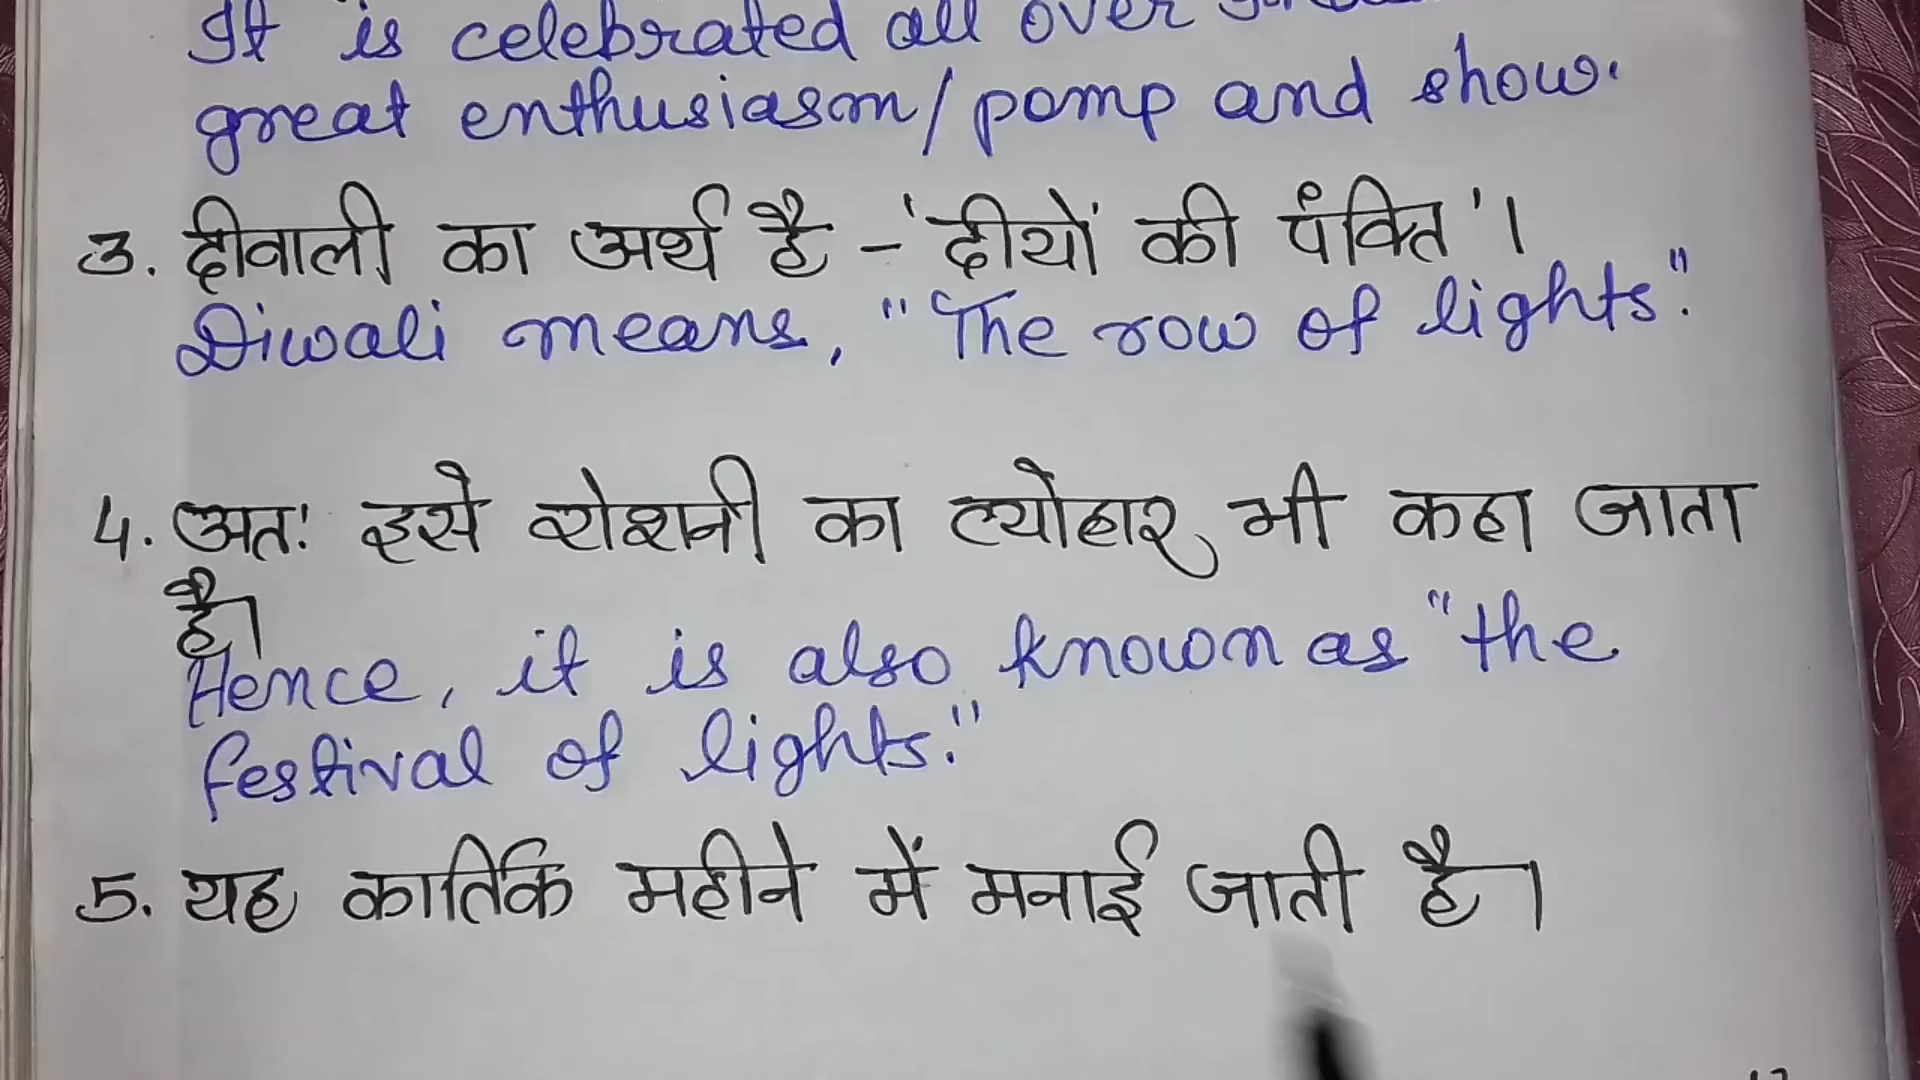 It is celebrated all over
great enthusiasm/pomp and show.
3. दीवाली का अर्थ है - 'दीयों की पंक्ति'।
Diwali means, "The row of lights".
4. अतः इसे रोशनी का त्योहार भी कहा जाता
है।
Hence, it is also known as "the
festival of lights."
5. यह कार्तिक महीने में मनाई जाती है।